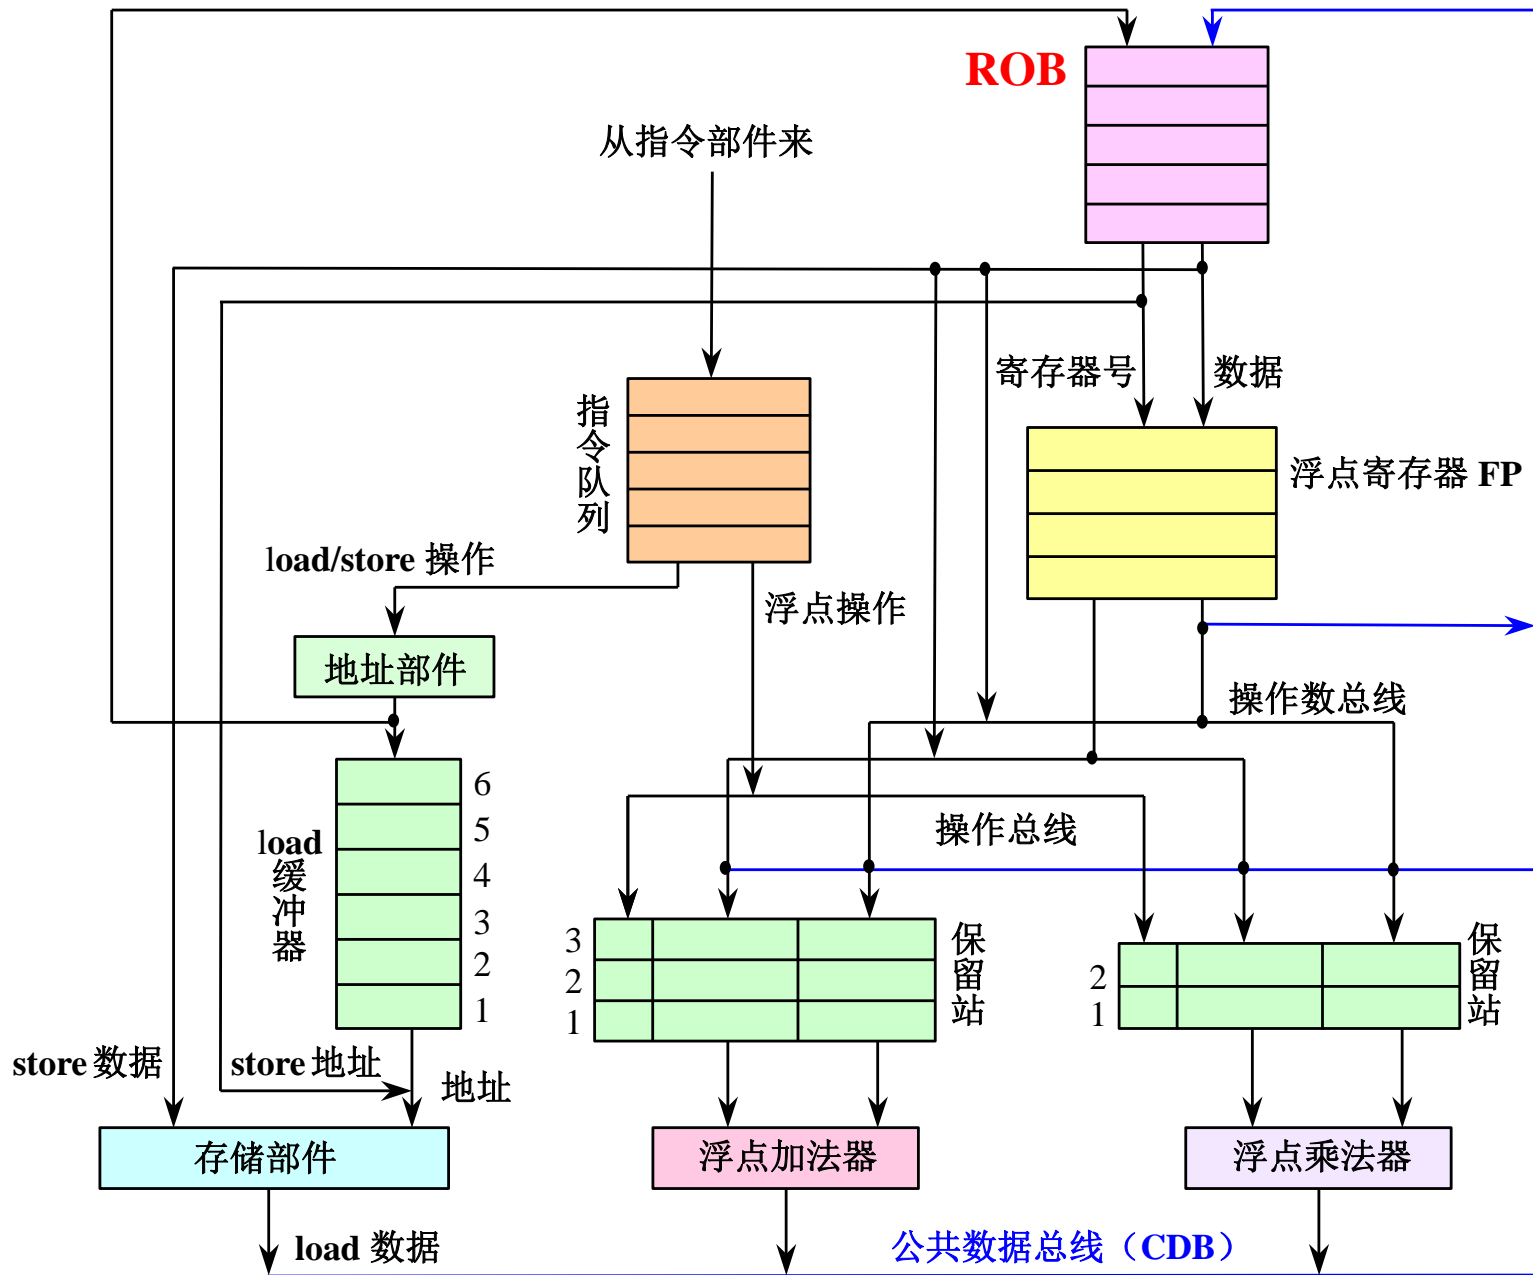 ROB
从指令部件来
寄存器号
数据
指令队列
浮点寄存器 FP
load/store 操作
浮点操作
地址部件
操作数总线
6
5
4
3
2
1
load
缓冲器
操作总线
3
2
1
保留站
2
1
保留站
store 数据
store 地址
地址
存储部件
浮点加法器
浮点乘法器
load 数据
公共数据总线（CDB）